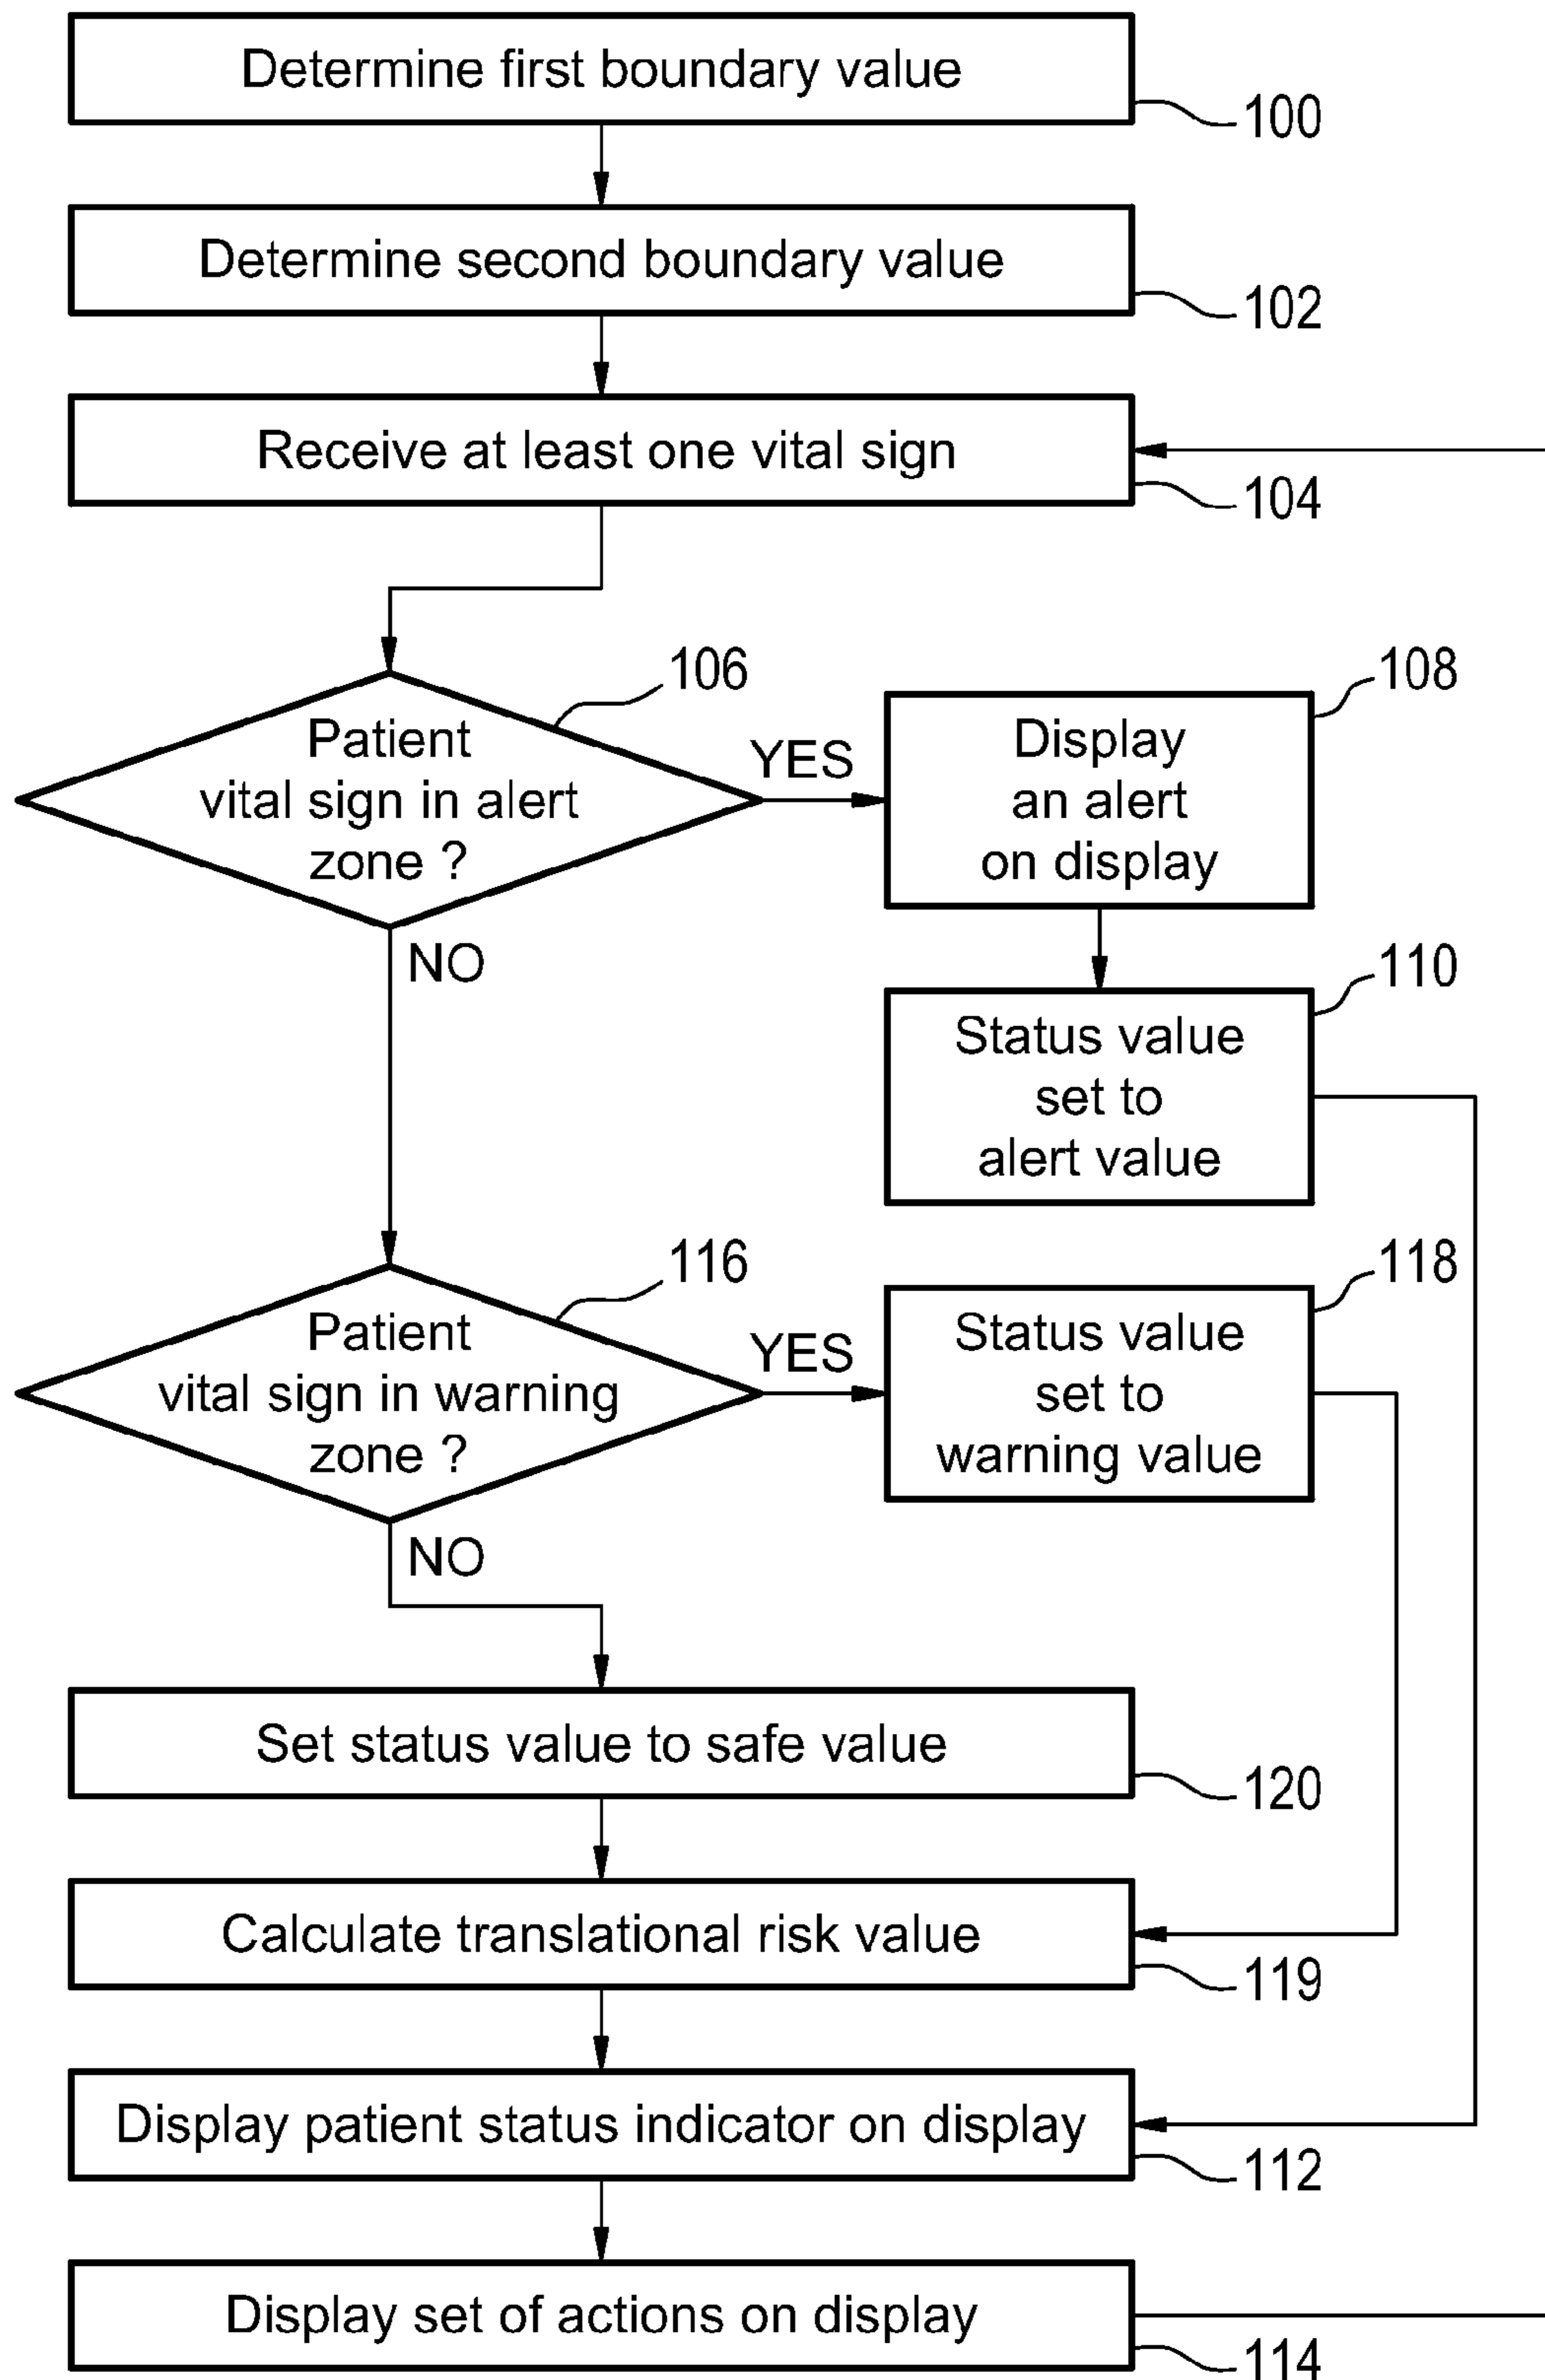 Determine first boundary value
100
Determine second boundary value
102
Receive at least one vital sign
104
106
Patient
vital sign in alert
zone ?
YES
NO
108
Display
an alert
on display
110
Status value
set to
alert value
116
Patient
vital sign in warning
zone ?
YES
NO
118
Status value
set to
warning value
Set status value to safe value
120
Calculate translational risk value
119
Display patient status indicator on display
112
Display set of actions on display
114